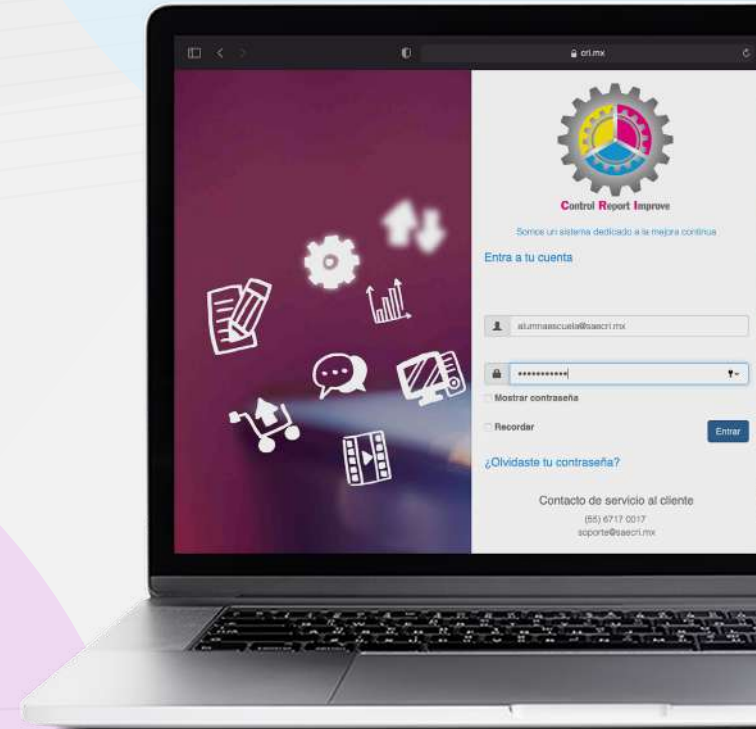 cri.mx
Control Report Improve
Somos un sistema dedicado a la mejora continua
Entra a tu cuenta
alumnaescuela@saecri.mx
•••••••••••
Mostrar contraseña
Recordar
Entrar
¿Olvidaste tu contraseña?
Contacto de servicio al cliente
(55) 6717 0017
soporte@saecri.mx